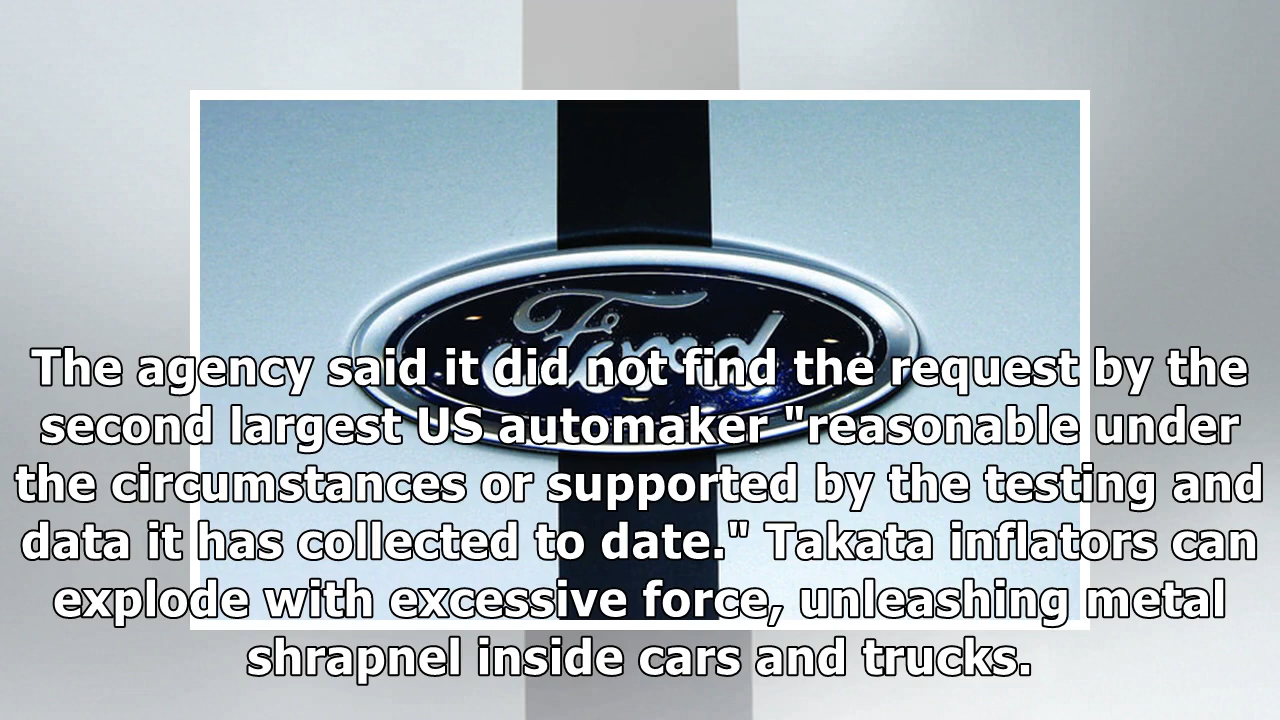 Ford
The agency said it did not find the request by the
second largest US automaker "reasonable under
the circumstances or supported by the testing and
data it has collected to date." Takata inflators can
explode with excessive force, unleashing metal
shrapnel inside cars and trucks.